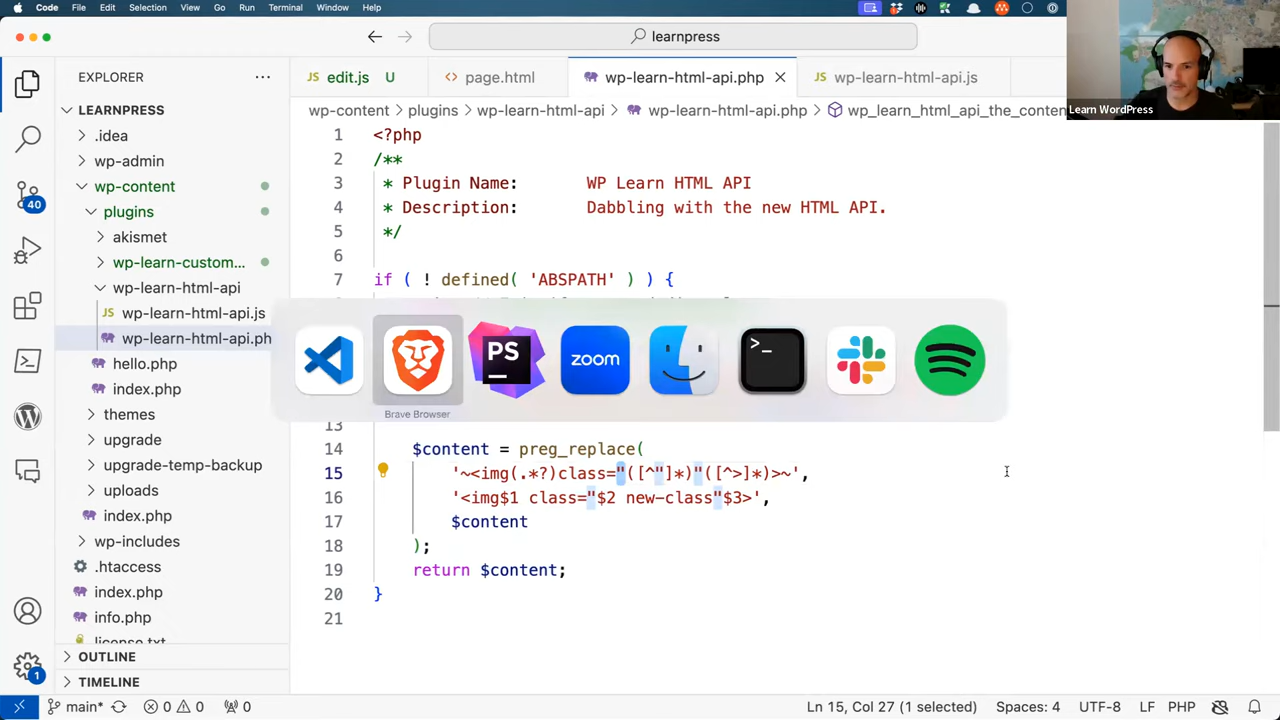 Code File Edit Selection View Go Run Terminal Window Help
learnpress
Learn WordPress
EXPLORER
edit.js U
page.html
wp-learn-html-api.php
wp-learn-html-api.js
LEARNPRESS
.idea
wp-admin
wp-content
plugins
akismet
wp-learn-custom...
wp-learn-html-api
wp-learn-html-api.js
wp-learn-html-api.ph
hello.php
index.php
themes
upgrade
upgrade-temp-backup
uploads
index.php
wp-includes
.htaccess
index.php
info.php
license.txt
OUTLINE
TIMELINE
40
1
wp-content > plugins > wp-learn-html-api > wp-learn-html-api.php > wp_learn_html_api_the_conten
1 <?php
2 /**
3 * Plugin Name: WP Learn HTML API
4 * Description: Dabbling with the new HTML API.
5 */
6
7 if ( ! defined( 'ABSPATH' ) ) {
PS
zoom
>_
Brave Browser
13
14 $content = preg_replace(
15 '~<img(.*?)class="([^"]*)"([^>]*)>~',
16 '<img$1 class="$2 new-class"$3>',
17 $content
18 );
19 return $content;
20 }
21
main* 0 0 0
Ln 15, Col 27 (1 selected) Spaces: 4 UTF-8 LF PHP